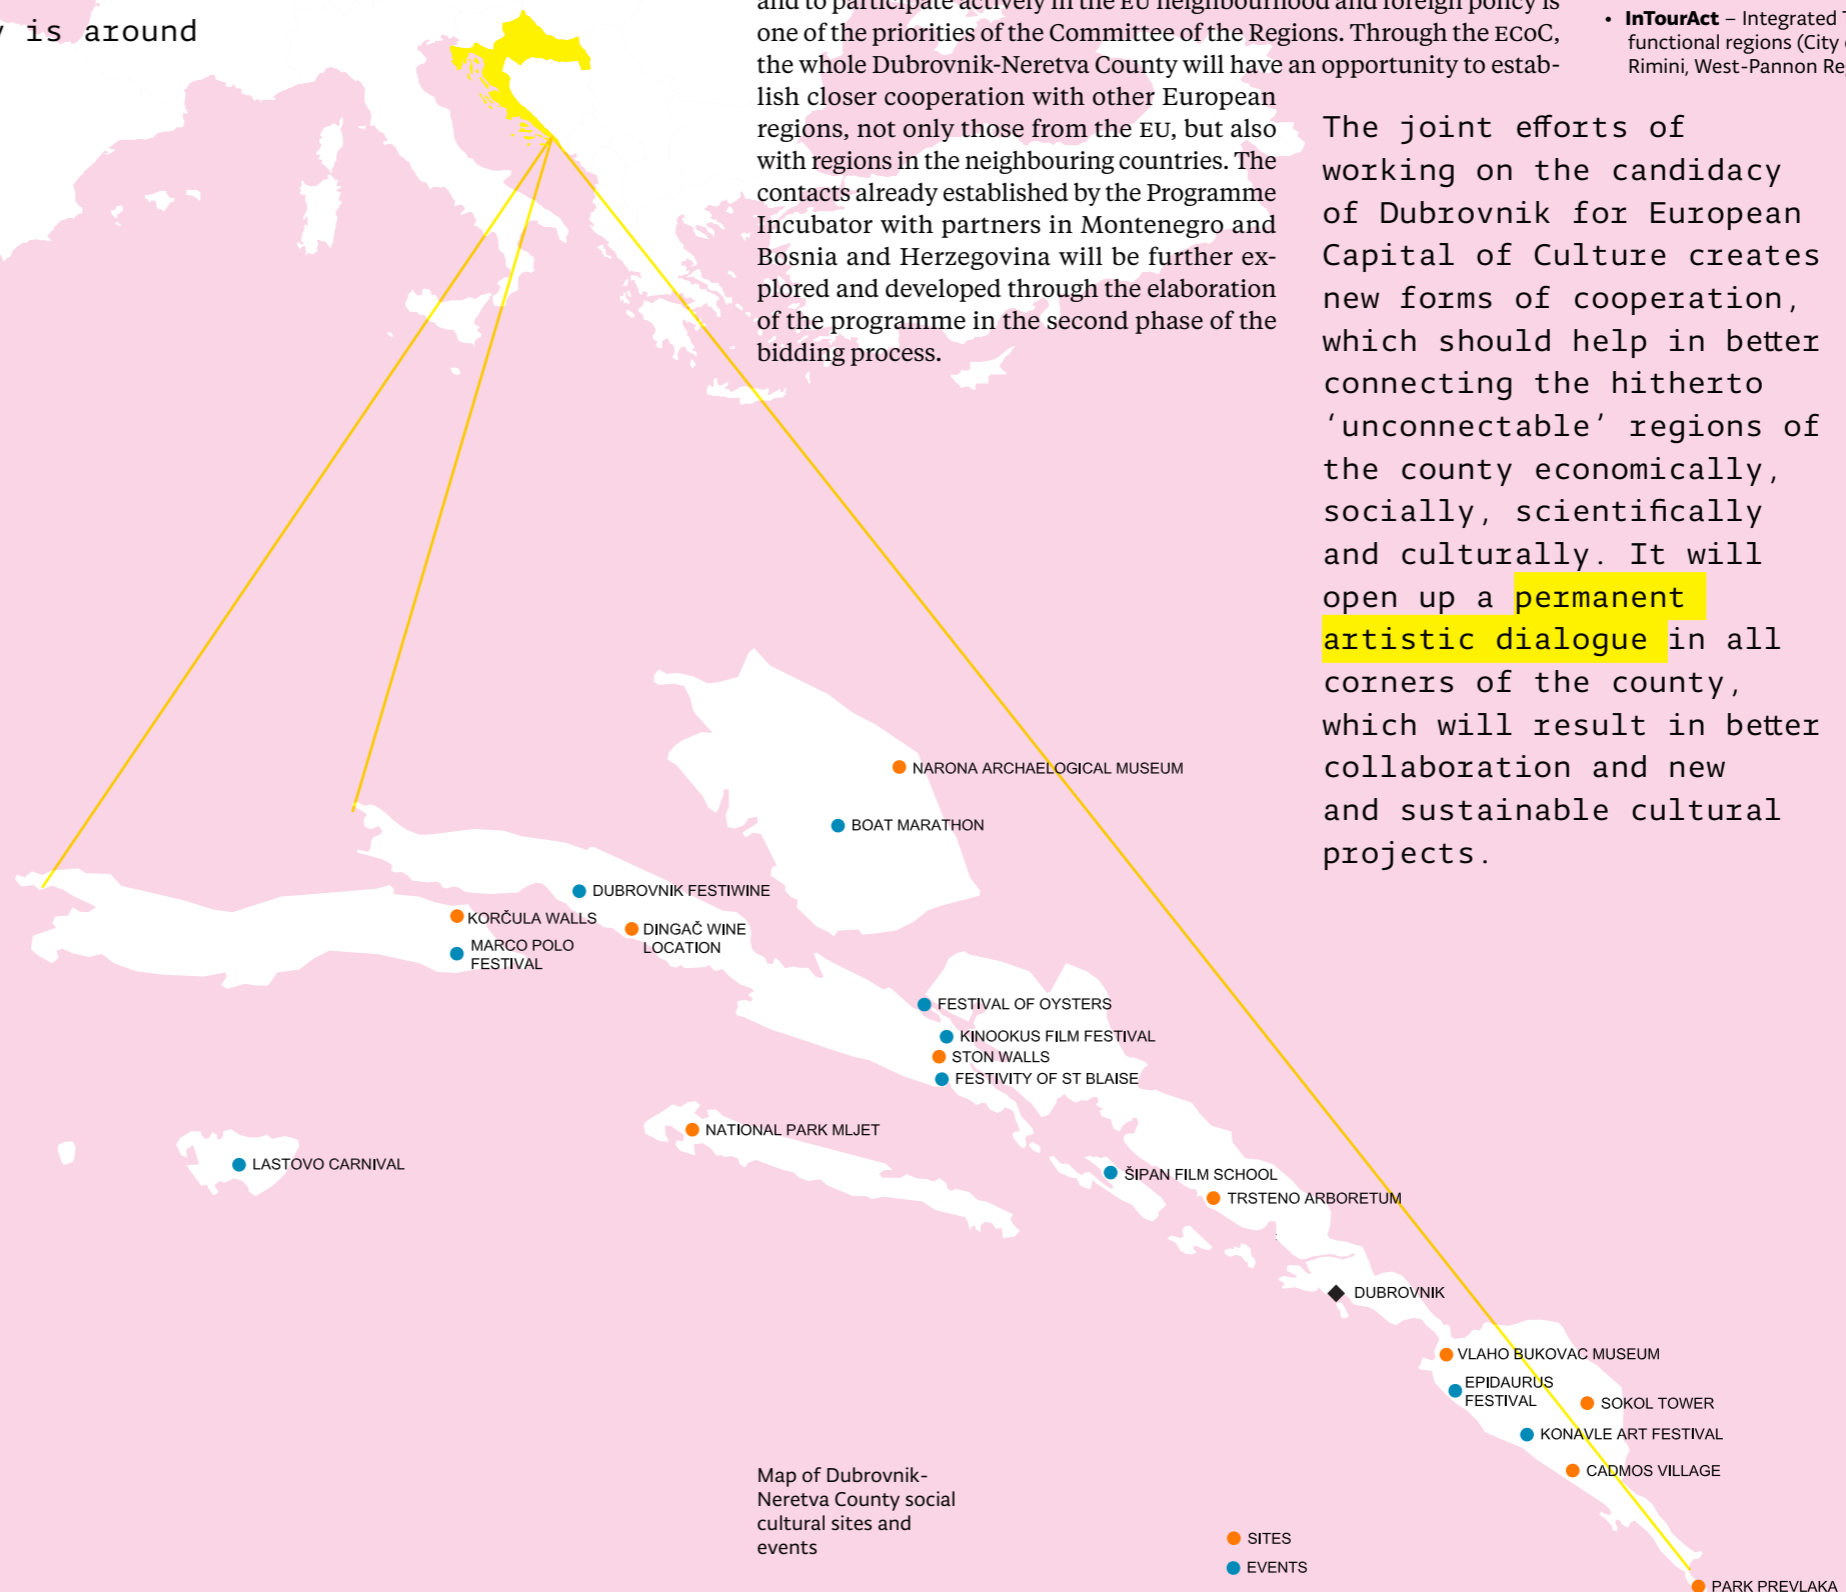 is around
and to participate actively in the EU neighbourhood and foreign policy is
one of the priorities of the Committee of the Regions. Through the ECOC,
the whole Dubrovnik-Neretva County will have an opportunity to estab-
lish closer cooperation with other European
regions, not only those from the EU, but also
with regions in the neighbouring countries. The
contacts already established by the Programme
Incubator with partners in Montenegro and
Bosnia and Herzegovina will be further ex-
plored and developed through the elaboration
of the programme in the second phase of the
bidding process.
• InTourAct – Integrated
functional regions (City
Rimini, West-Pannon
The joint efforts of
working on the candidacy
of Dubrovnik for European
Capital of Culture creates
new forms of cooperation,
which should help in better
connecting the hitherto
‘unconnectable’ regions of
the county economically,
socially, scientifically
and culturally. It will
open up a permanent
artistic dialogue in all
corners of the county,
which will result in better
collaboration and new
and sustainable cultural
projects.
NARONA ARCHAELOGICAL MUSEUM
BOAT MARATHON
DUBROVNIK FESTIWINE
KORČULA WALLS
DINGAČ WINE
LOCATION
MARCO POLO
FESTIVAL
FESTIVAL OF OYSTERS
KINOOKUS FILM FESTIVAL
STON WALLS
FESTIVITY OF ST BLAISE
NATIONAL PARK MLJET
LASTOVO CARNIVAL
ŠIPAN FILM SCHOOL
TRSTENO ARBORETUM
DUBROVNIK
VLAHO BUKOVAC MUSEUM
EPIDAURUS
FESTIVAL
SOKOL TOWER
KONAVLE ART FESTIVAL
CADMOS VILLAGE
Map of Dubrovnik-
Neretva County social
cultural sites and
events
SITES
EVENTS
PARK PREVLAKA